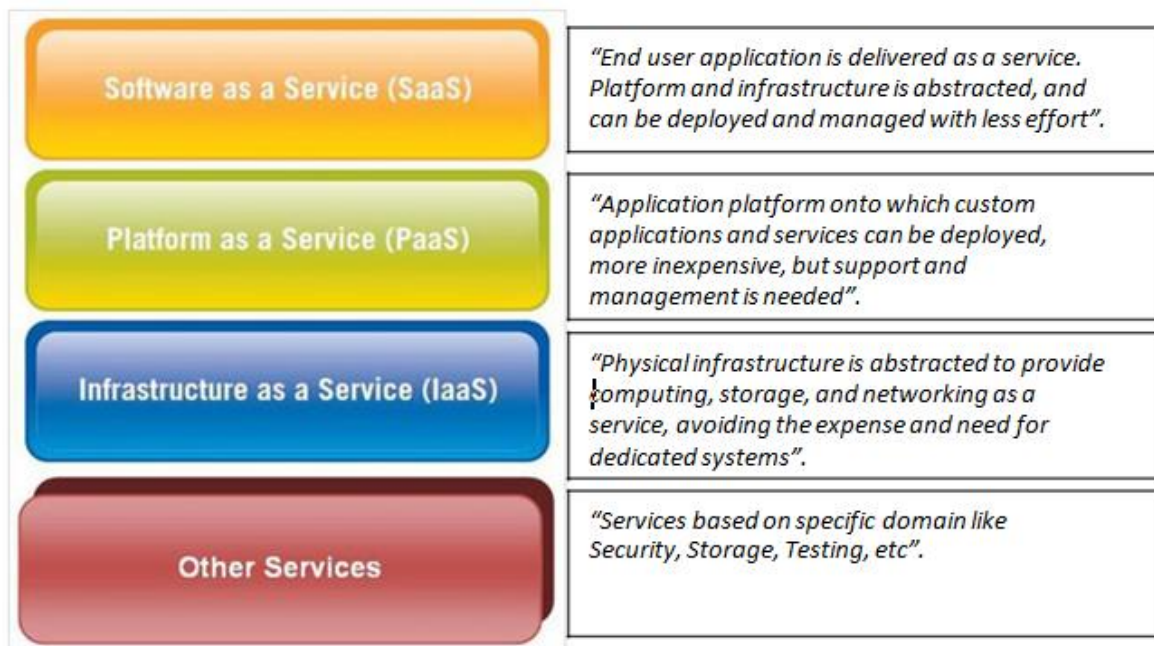 Software as a Service (SaaS)
“End user application is delivered as a service.
Platform and infrastructure is abstracted, and
can be deployed and managed with less effort”.
Platform as a Service (PaaS)
“Application platform onto which custom
applications and services can be deployed,
more inexpensive, but support and
management is needed”.
Infrastructure as a Service (IaaS)
“Physical infrastructure is abstracted to provide
computing, storage, and networking as a
service, avoiding the expense and need for
dedicated systems”.
Other Services
“Services based on specific domain like
Security, Storage, Testing, etc”.